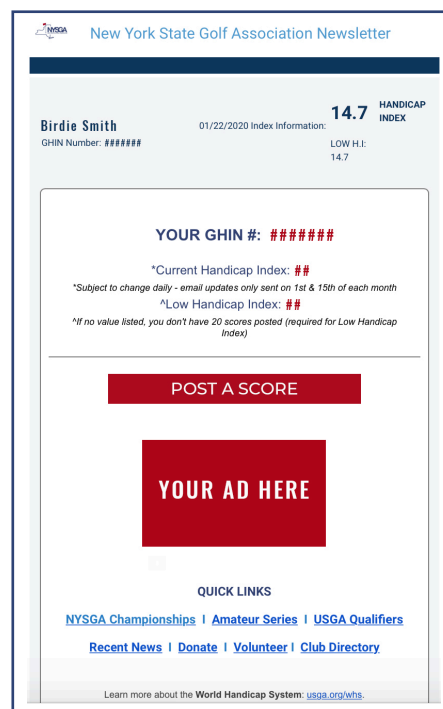 NYSGA
New York State Golf Association Newsletter
14.7 HANDICAP INDEX
Birdie Smith
01/22/2020 Index Information:
GHIN Number: #######
LOW H.I:
14.7
YOUR GHIN #: #######
*Current Handicap Index: ##
*Subject to change daily - email updates only sent on 1st & 15th of each month
^Low Handicap Index: ##
^If no value listed, you don't have 20 scores posted (required for Low Handicap
Index)
POST A SCORE
YOUR AD HERE
QUICK LINKS
NYSGA Championships I Amateur Series I USGA Qualifiers
Recent News I Donate I Volunteer I Club Directory
Learn more about the World Handicap System: usga.org/whs.